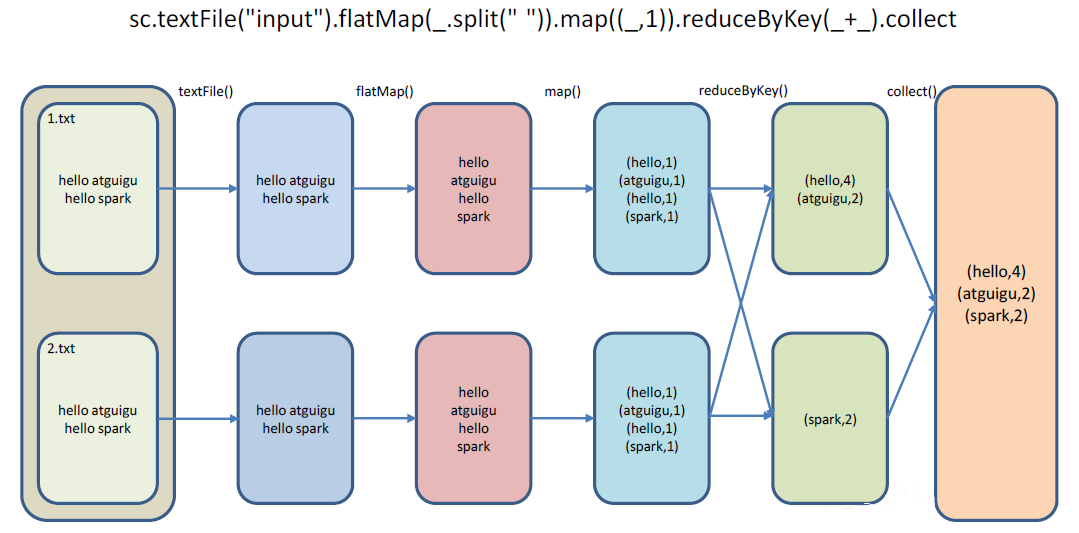 sc.textFile("input").flatMap(_.split(" ")).map((_,1)).reduceByKey(_+_).collect
textFile()
flatMap()
map()
reduceByKey()
collect()
1.txt
hello atguigu
hello spark
hello atguigu
hello spark
hello
atguigu
hello
spark
(hello,1)
(atguigu,1)
(hello,1)
(spark,1)
(hello,4)
(atguigu,2)
(hello,4)
(atguigu,2)
(spark,2)
2.txt
hello atguigu
hello spark
hello atguigu
hello spark
hello
atguigu
hello
spark
(hello,1)
(atguigu,1)
(hello,1)
(spark,1)
(spark,2)